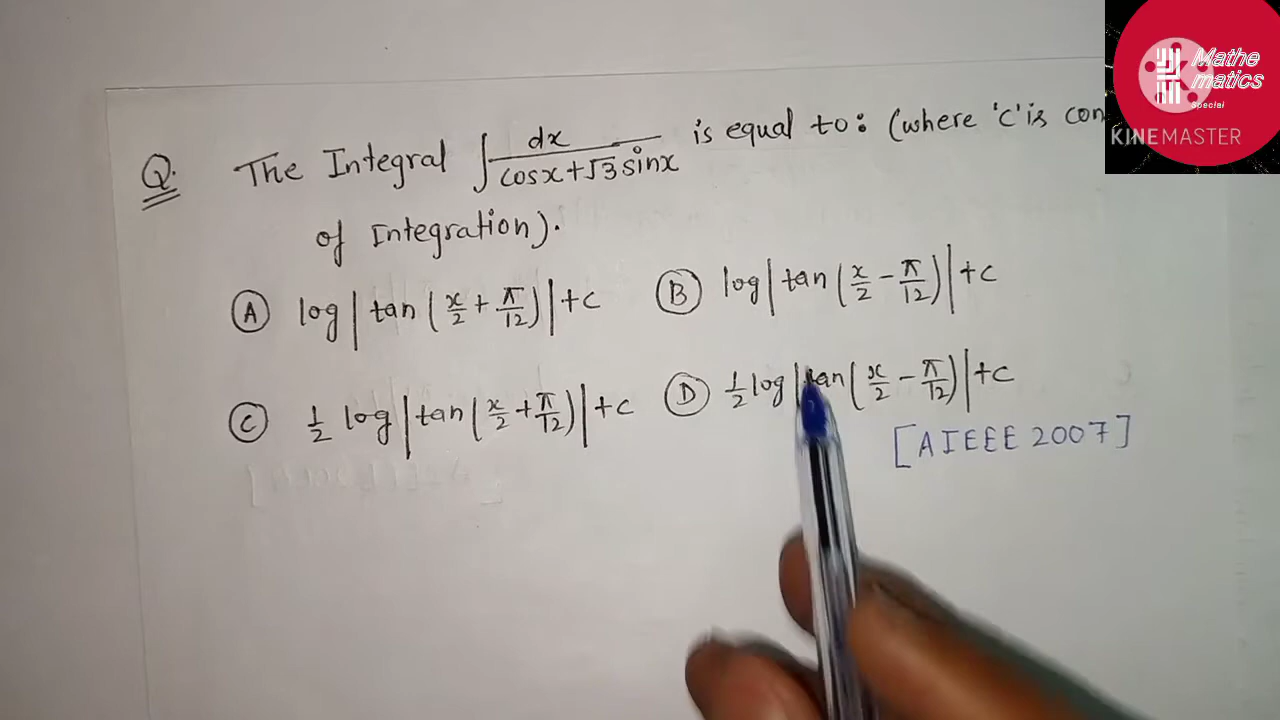 Mathe
matics
Special
KINEMASTER
Q. The Integral ∫ dx/(cosx+√3 sinx) is equal to: (where 'c' is con
of Integration).
(A) log|tan(x/2 + π/12)|+c (B) log|tan(x/2 − π/12)|+c
(C) 1/2 log|tan(x/2 + π/12)|+c (D) 1/2 log|tan(x/2 − π/12)|+c
[AIEEE 2007]